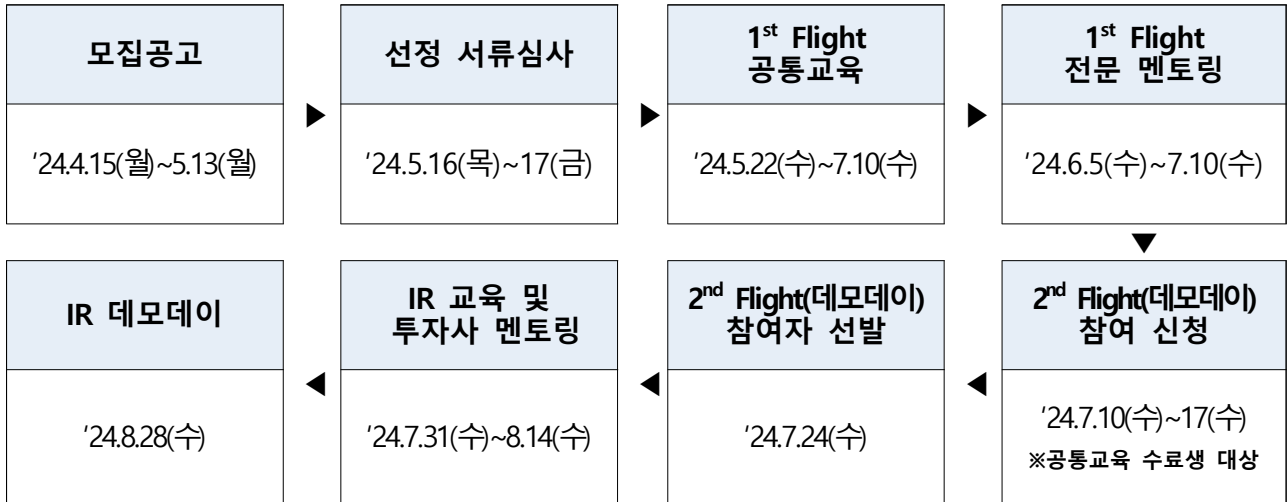 모집공고
'24.4.15(월)~5.13(월)
▶
선정 서류심사
'24.5.16(목)~17(금)
▶
1st Flight
공통교육
'24.5.22(수)~7.10(수)
▶
1st Flight
전문 멘토링
'24.6.5(수)~7.10(수)
▼
2nd Flight(데모데이)
참여 신청
'24.7.10(수)~17(수)
※공통교육 수료생 대상
◀
2nd Flight(데모데이)
참여자 선발
'24.7.24(수)
◀
IR 교육 및
투자사 멘토링
'24.7.31(수)~8.14(수)
◀
IR 데모데이
'24.8.28(수)